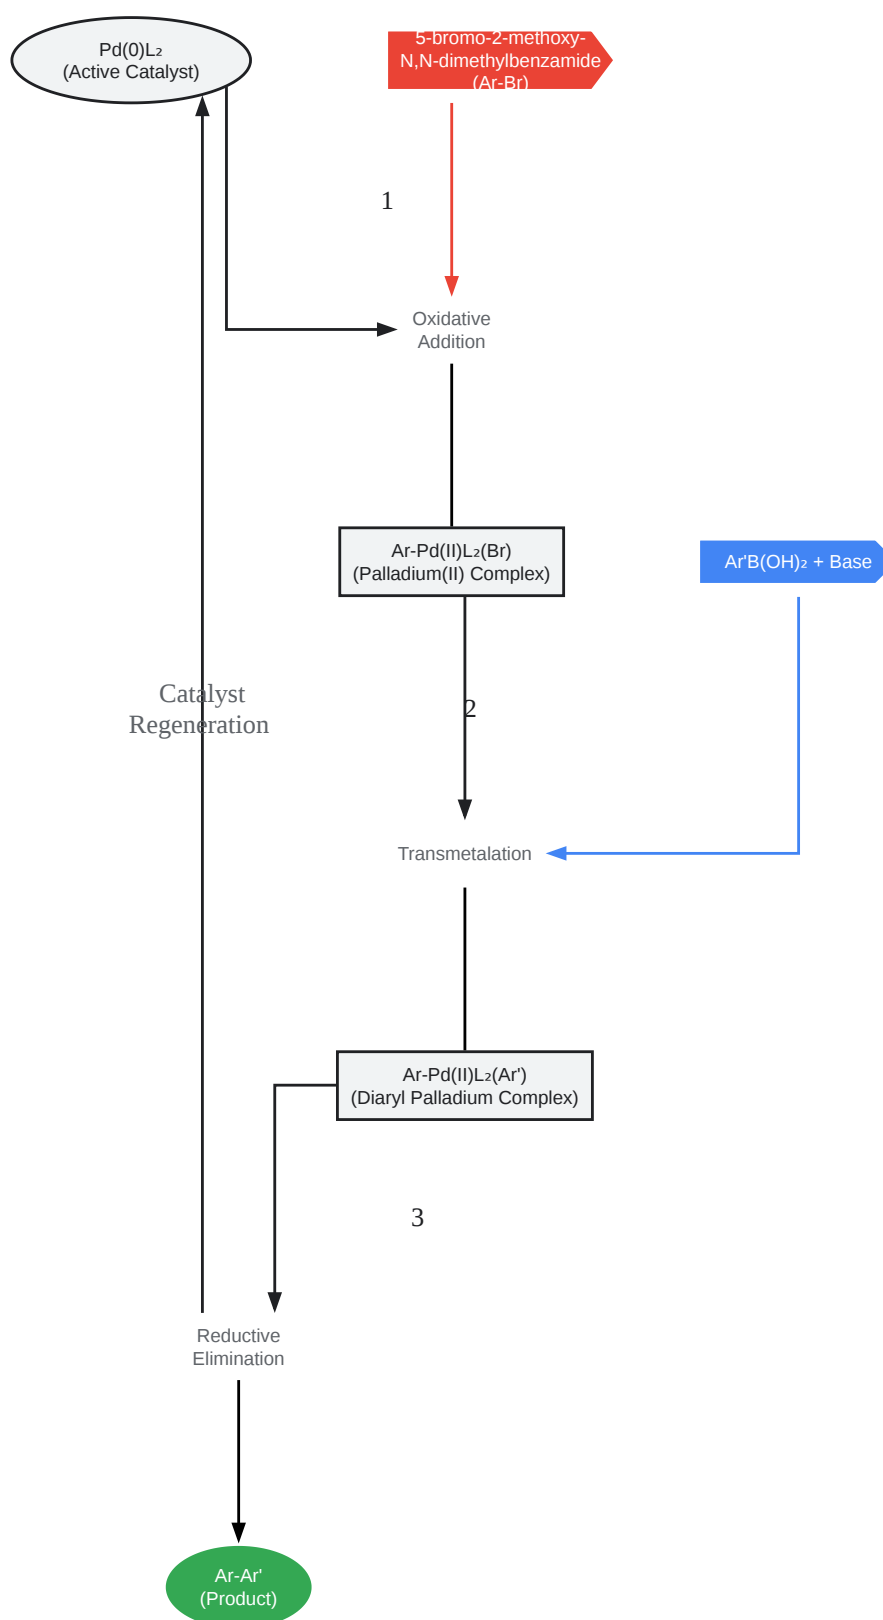 Pd(0)L₂
(Active Catalyst)
5-bromo-2-methoxy-
N,N-dimethylbenzamide
(Ar-Br)
1
Oxidative
Addition
Ar-Pd(II)L₂(Br)
(Palladium(II) Complex)
Ar'B(OH)₂ + Base
Catalyst
Regeneration
2
Transmetalation
Ar-Pd(II)L₂(Ar')
(Diaryl Palladium Complex)
3
Reductive
Elimination
Ar-Ar'
(Product)